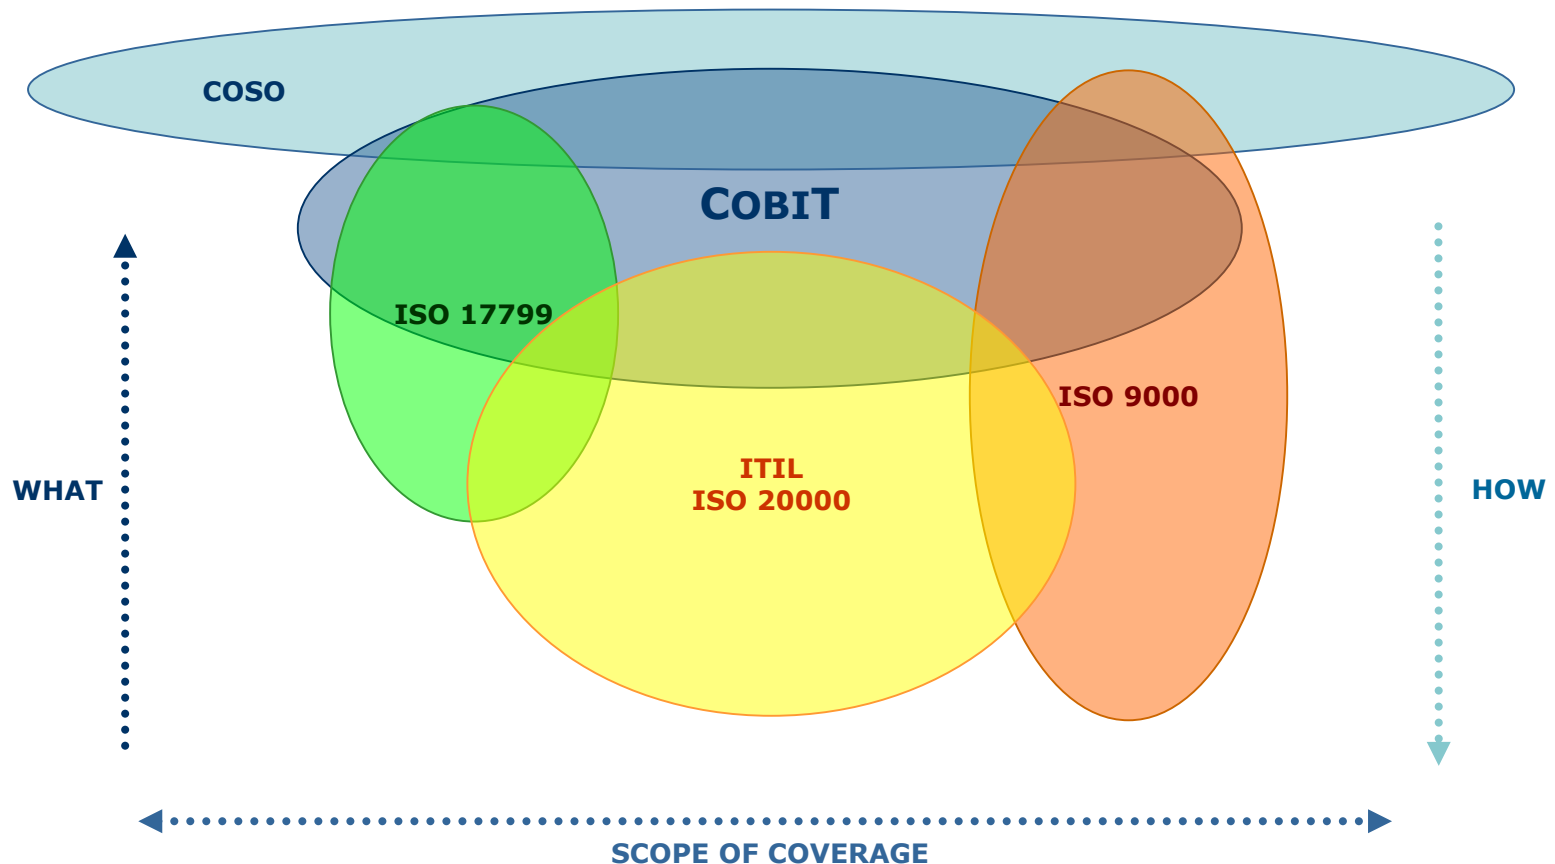 COSO
COBIT
ISO 17799
ISO 9000
ITIL
ISO 20000
WHAT
HOW
SCOPE OF COVERAGE